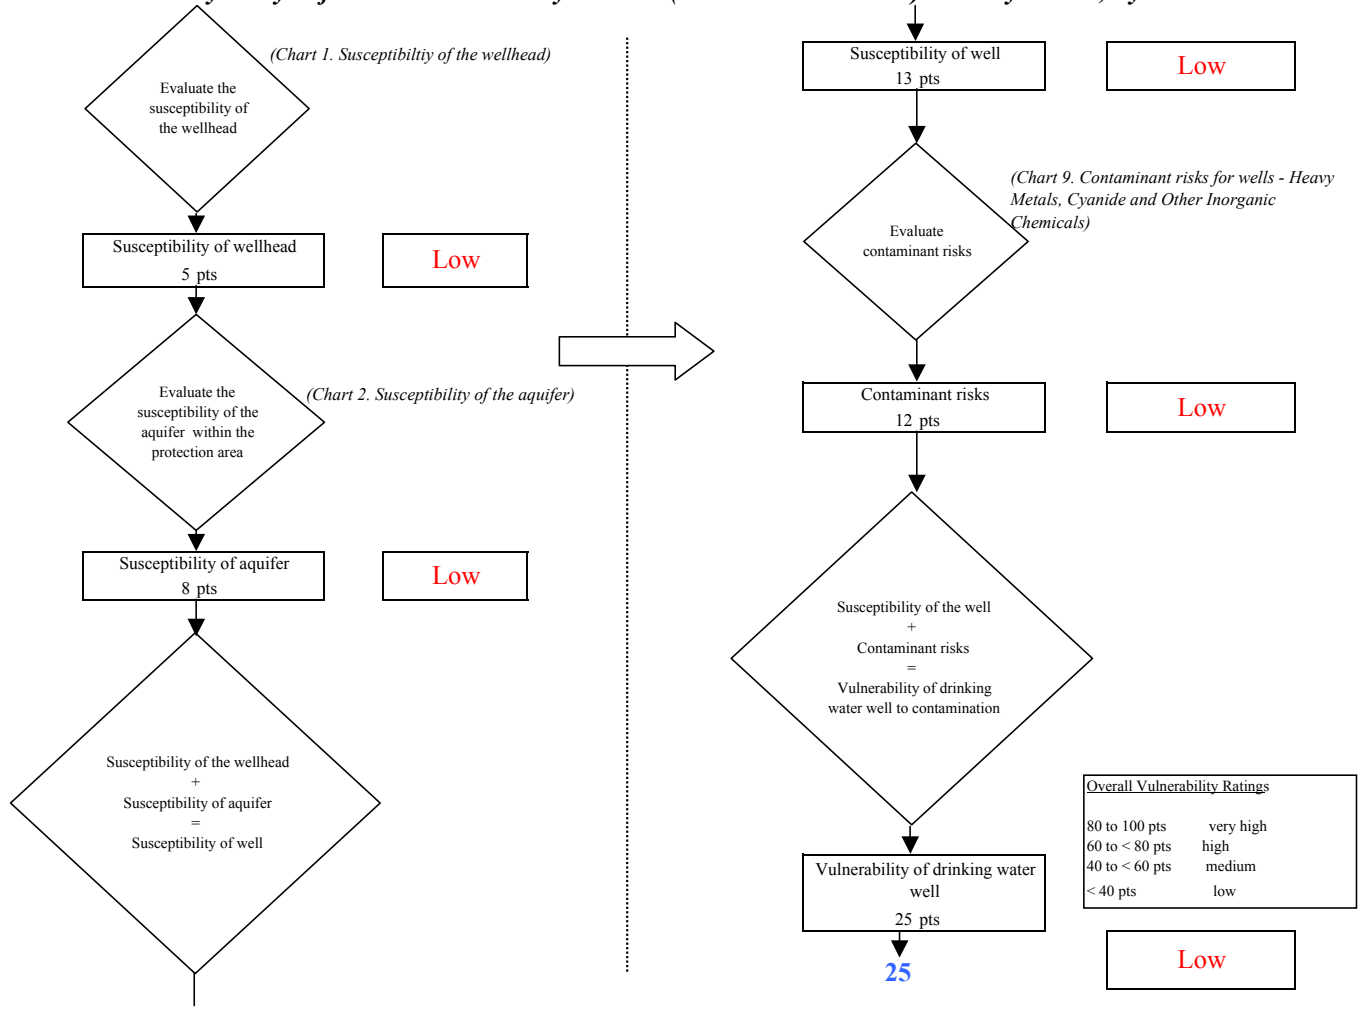 (Chart 1. Susceptibiltiy of the wellhead)
Evaluate the
susceptibility of
the wellhead
Susceptibility of wellhead
5 pts
Low
Evaluate the
susceptibility of the
aquifer within the
protection area
(Chart 2. Susceptibility of the aquifer)
Susceptibility of aquifer
8 pts
Low
Susceptibility of the wellhead
+
Susceptibility of aquifer
=
Susceptibility of well
Susceptibility of well
13 pts
Low
(Chart 9. Contaminant risks for wells - Heavy
Metals, Cyanide and Other Inorganic
Chemicals)
Evaluate
contaminant risks
Contaminant risks
12 pts
Low
Susceptibility of the well
+
Contaminant risks
=
Vulnerability of drinking
water well to contamination
Overall Vulnerability Ratings
80 to 100 pts very high
60 to < 80 pts high
40 to < 60 pts medium
< 40 pts low
Vulnerability of drinking water
well
25 pts
25
Low